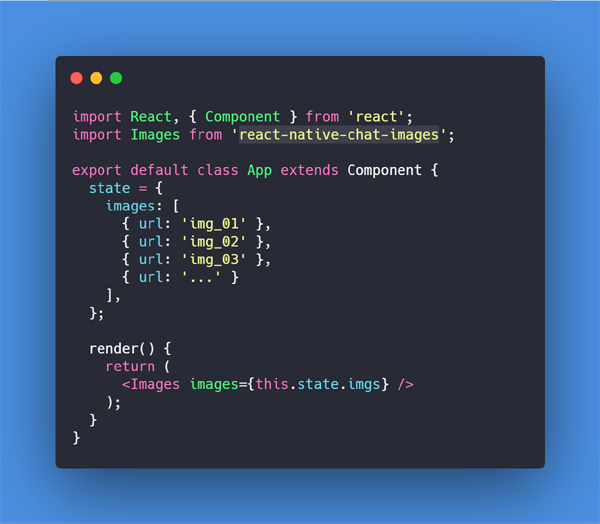 import React, { Component } from 'react';
import Images from 'react-native-chat-images';

export default class App extends Component {
  state = {
    images: [
      { url: 'img_01' },
      { url: 'img_02' },
      { url: 'img_03' },
      { url: '...' }
    ],
  };

  render() {
    return (
      <Images images={this.state.imgs} />
    );
  }
}